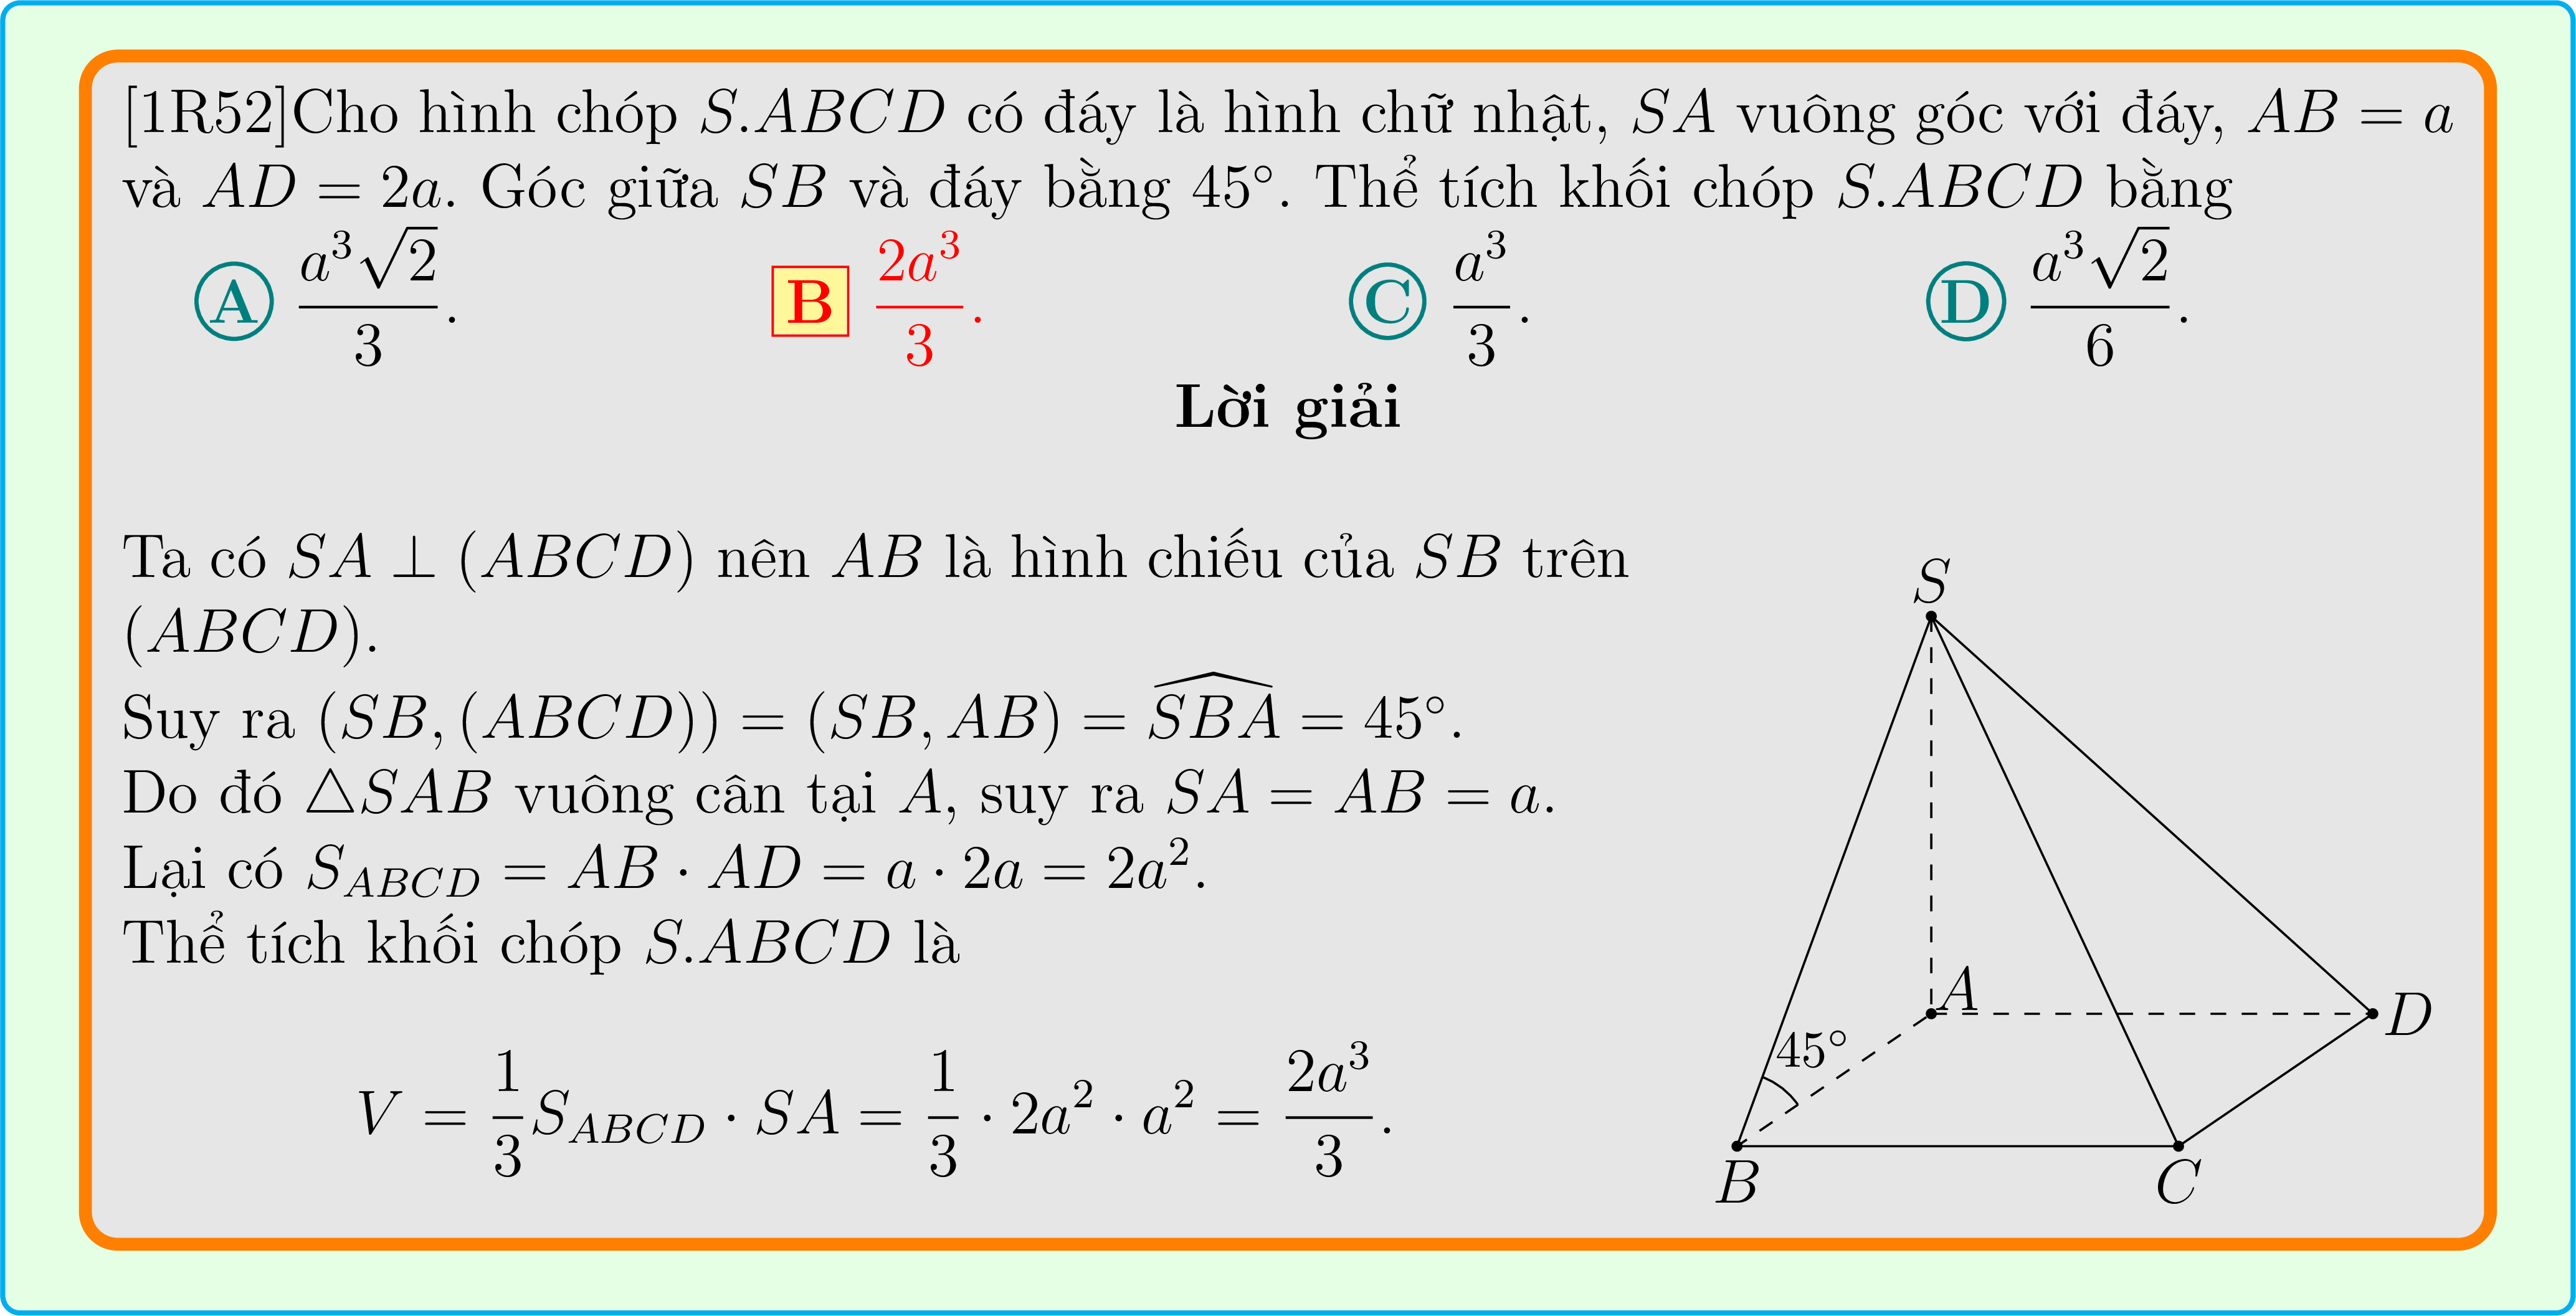 [1R52]Cho hình chóp S.ABCD có đáy là hình chữ nhật, SA vuông góc với đáy, AB = a
và AD = 2a. Góc giữa SB và đáy bằng 45°. Thể tích khối chóp S.ABCD bằng
A $\frac{a^3\sqrt{2}}{3}$. B $\frac{2a^3}{3}$. C $\frac{a^3}{3}$. D $\frac{a^3\sqrt{2}}{6}$.
Lời giải
Ta có SA ⊥ (ABCD) nên AB là hình chiếu của SB trên
(ABCD).
Suy ra (SB, (ABCD)) = (SB, AB) = $\widehat{SBA}$ = 45°.
Do đó △SAB vuông cân tại A, suy ra SA = AB = a.
Lại có $S_{ABCD}$ = AB · AD = a · 2a = 2a².
Thể tích khối chóp S.ABCD là
$V = \frac{1}{3}S_{ABCD} \cdot SA = \frac{1}{3} \cdot 2a^2 \cdot a^2 = \frac{2a^3}{3}$.
S
A
D
45°
B
C